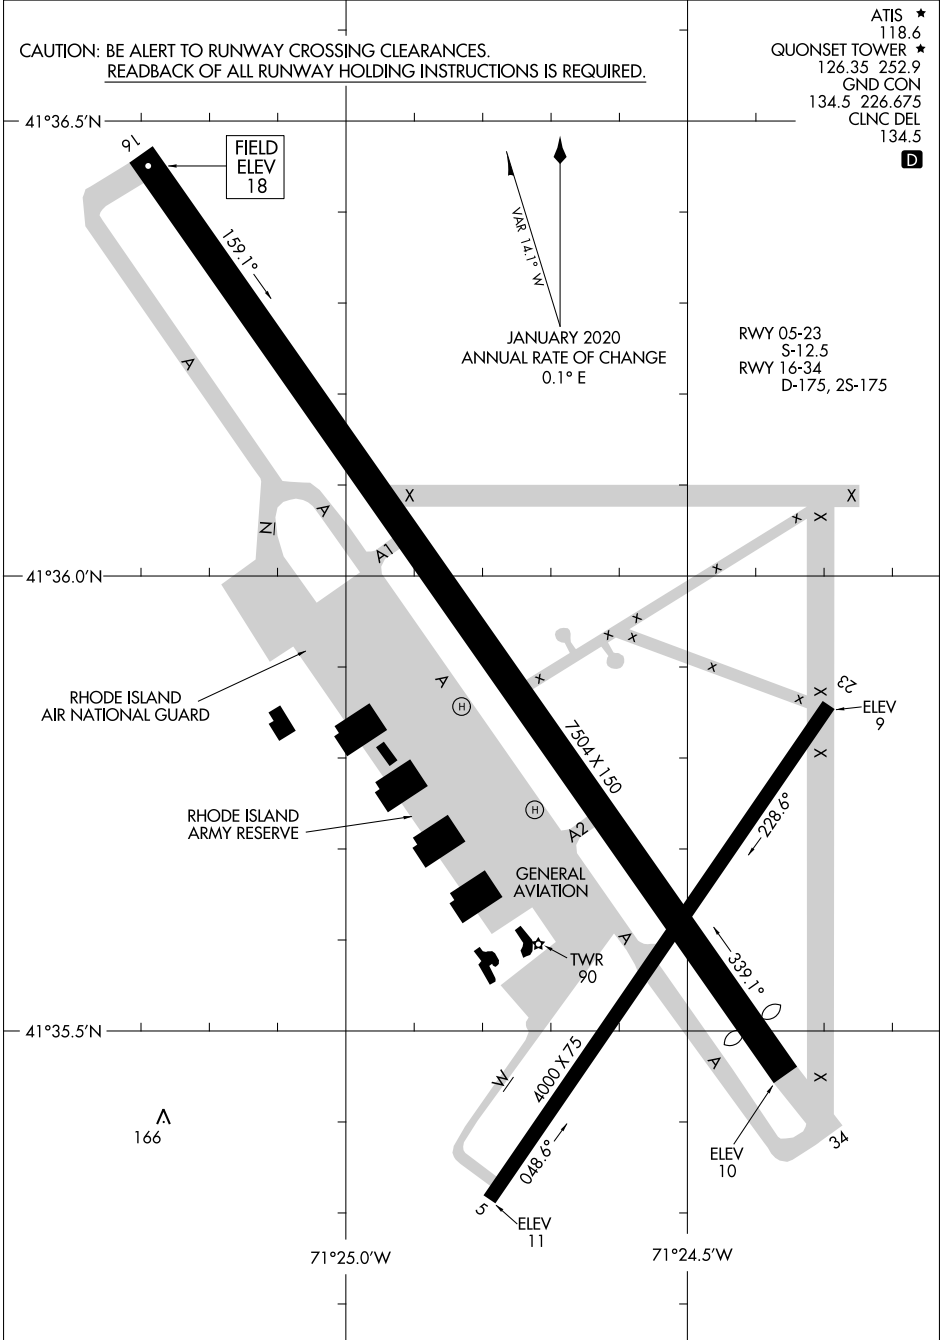 ATIS
118.6
QUONSET TOWER
126.35 252.9
GND CON
134.5 226.675
CLNC DEL
134.5
D
CAUTION: BE ALERT TO RUNWAY CROSSING CLEARANCES.
READBACK OF ALL RUNWAY HOLDING INSTRUCTIONS IS REQUIRED.
41°36.5'N
16
FIELD
ELEV
18
159.1°
VAR 14.1° W
JANUARY 2020
ANNUAL RATE OF CHANGE
0.1° E
RWY 05-23
S-12.5
RWY 16-34
D-175, 2S-175
A
X
X
X
A
N
A1
X
X
41°36.0'N
X
X
X
X
X
X
X
X
23
ELEV
9
RHODE ISLAND
AIR NATIONAL GUARD
A
H
7504 X 150
X
228.6°
RHODE ISLAND
ARMY RESERVE
H
A2
GENERAL
AVIATION
A
TWR
90
339.1°
41°35.5'N
4000 X 75
A
X
W
166
048.6°
34
ELEV
10
5
ELEV
11
71°25.0'W
71°24.5'W